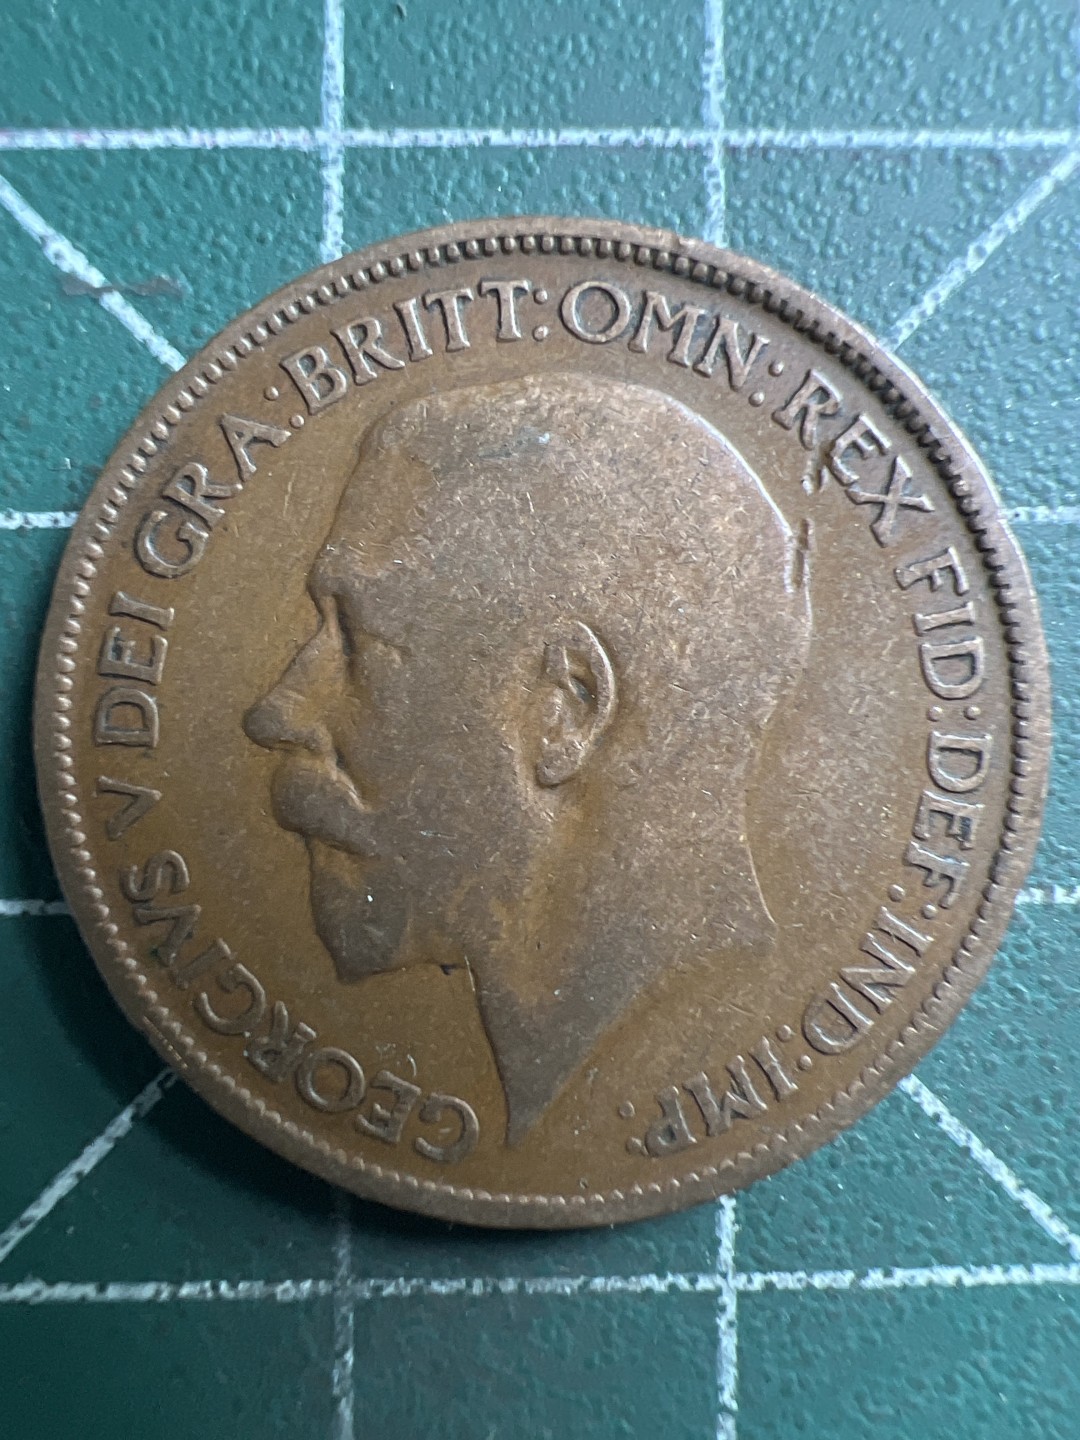 GEORGIVS V DEI GRA: BRITT: OMN: REX FID: DEF: IND: IMP: